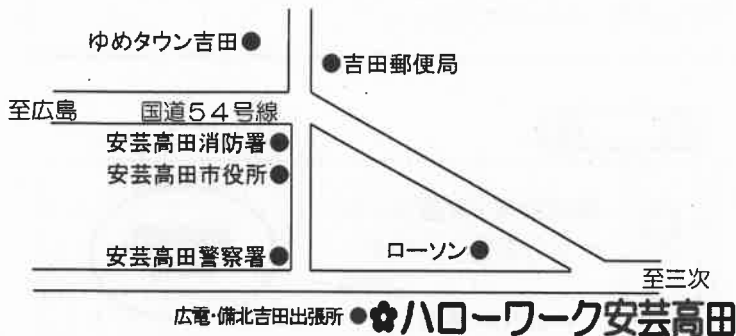 ゆめタウン吉田
吉田郵便局
至広島
国道54号線
安芸高田消防署
安芸高田市役所
安芸高田警察署
ローソン
至三次
広電・備北吉田出張所
ハローワーク安芸高田